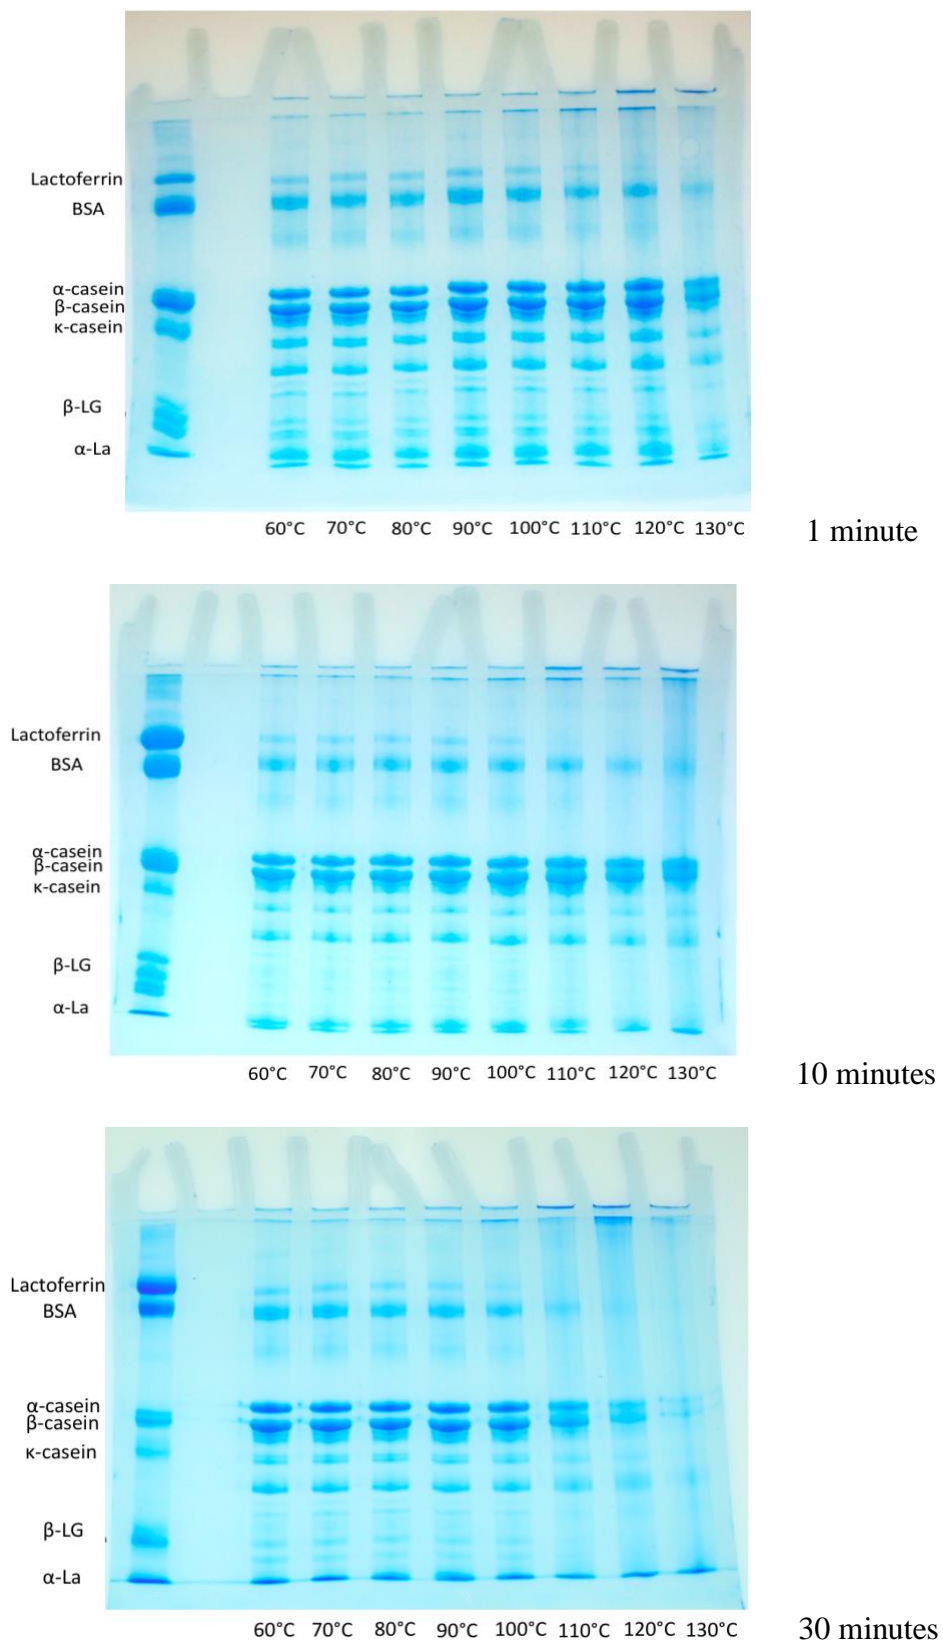 Lactoferrin
BSA
α-casein
β-casein
κ-casein
β-LG
α-La
60°C 70°C 80°C 90°C 100°C 110°C 120°C 130°C
1 minute
Lactoferrin
BSA
α-casein
β-casein
κ-casein
β-LG
α-La
60°C 70°C 80°C 90°C 100°C 110°C 120°C 130°C
10 minutes
Lactoferrin
BSA
α-casein
β-casein
κ-casein
β-LG
α-La
60°C 70°C 80°C 90°C 100°C 110°C 120°C 130°C
30 minutes